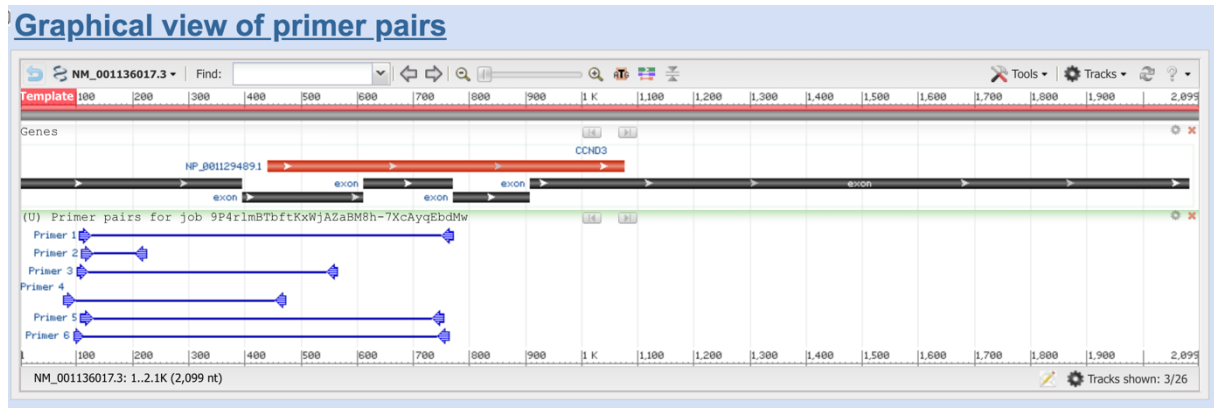 Graphical view of primer pairs
NM_001136017.3 Find: Tools Tracks ?
Template 100 200 300 400 500 600 700 800 900 1 K 1,100 1,200 1,300 1,400 1,500 1,600 1,700 1,800 1,900 2,099
Genes
CCND3
NP_001129489.1
exon exon exon
exon exon
(U) Primer pairs for job 9P4rlmBTbftKxWjAZaBM8h-7XcAyqEbdMw
Primer 1
Primer 2
Primer 3
Primer 4
Primer 5
Primer 6
1 100 200 300 400 500 600 700 800 900 1 K 1,100 1,200 1,300 1,400 1,500 1,600 1,700 1,800 1,900 2,099
NM_001136017.3: 1..2.1K (2,099 nt) Tracks shown: 3/26